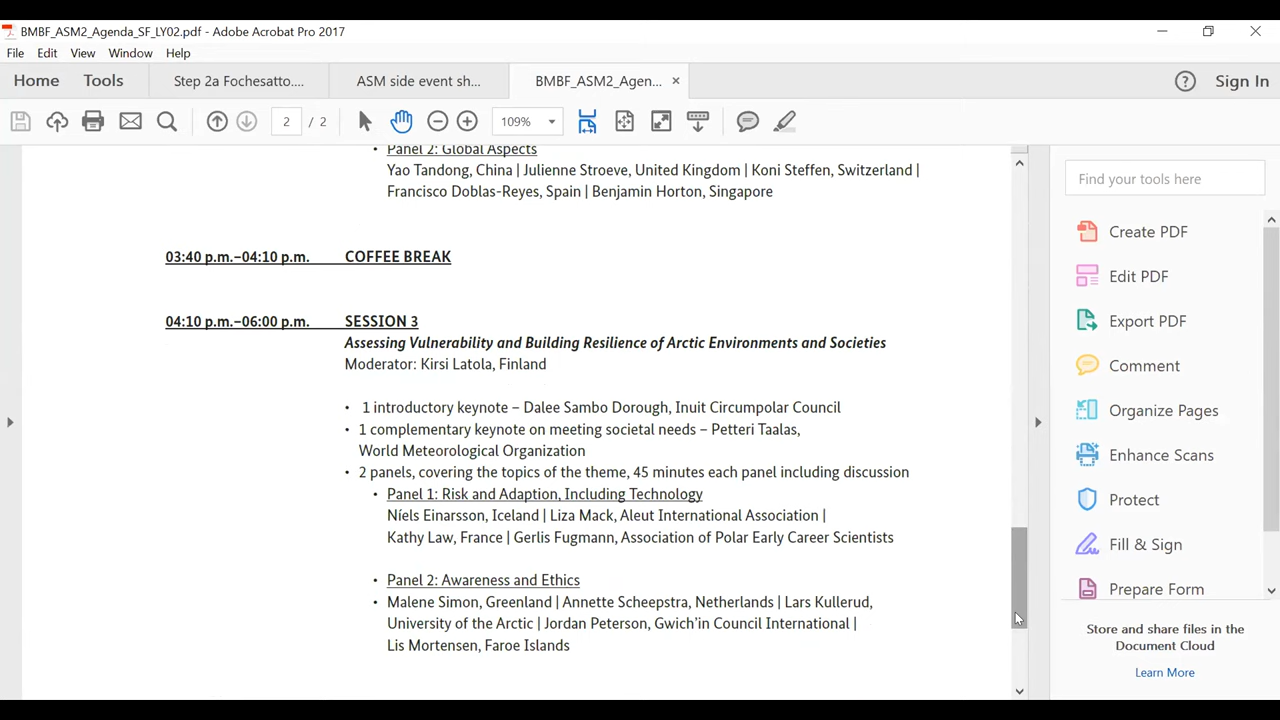 BMBF_ASM2_Agenda_SF_LY02.pdf - Adobe Acrobat Pro 2017
File Edit View Window Help
Home Tools Step 2a Fochesatto.... ASM side event sh... BMBF_ASM2_Agen... Sign In
2 / 2 109%
Panel 2: Global Aspects
Yao Tandong, China | Julienne Stroeve, United Kingdom | Koni Steffen, Switzerland |
Francisco Doblas-Reyes, Spain | Benjamin Horton, Singapore
03:40 p.m.–04:10 p.m. COFFEE BREAK
04:10 p.m.–06:00 p.m. SESSION 3
Assessing Vulnerability and Building Resilience of Arctic Environments and Societies
Moderator: Kirsi Latola, Finland
• 1 introductory keynote – Dalee Sambo Dorough, Inuit Circumpolar Council
• 1 complementary keynote on meeting societal needs – Petteri Taalas,
World Meteorological Organization
• 2 panels, covering the topics of the theme, 45 minutes each panel including discussion
• Panel 1: Risk and Adaption, Including Technology
Níels Einarsson, Iceland | Liza Mack, Aleut International Association |
Kathy Law, France | Gerlis Fugmann, Association of Polar Early Career Scientists
• Panel 2: Awareness and Ethics
• Malene Simon, Greenland | Annette Scheepstra, Netherlands | Lars Kullerud,
University of the Arctic | Jordan Peterson, Gwich’in Council International |
Lis Mortensen, Faroe Islands
Find your tools here
Create PDF
Edit PDF
Export PDF
Comment
Organize Pages
Enhance Scans
Protect
Fill & Sign
Prepare Form
Store and share files in the
Document Cloud
Learn More